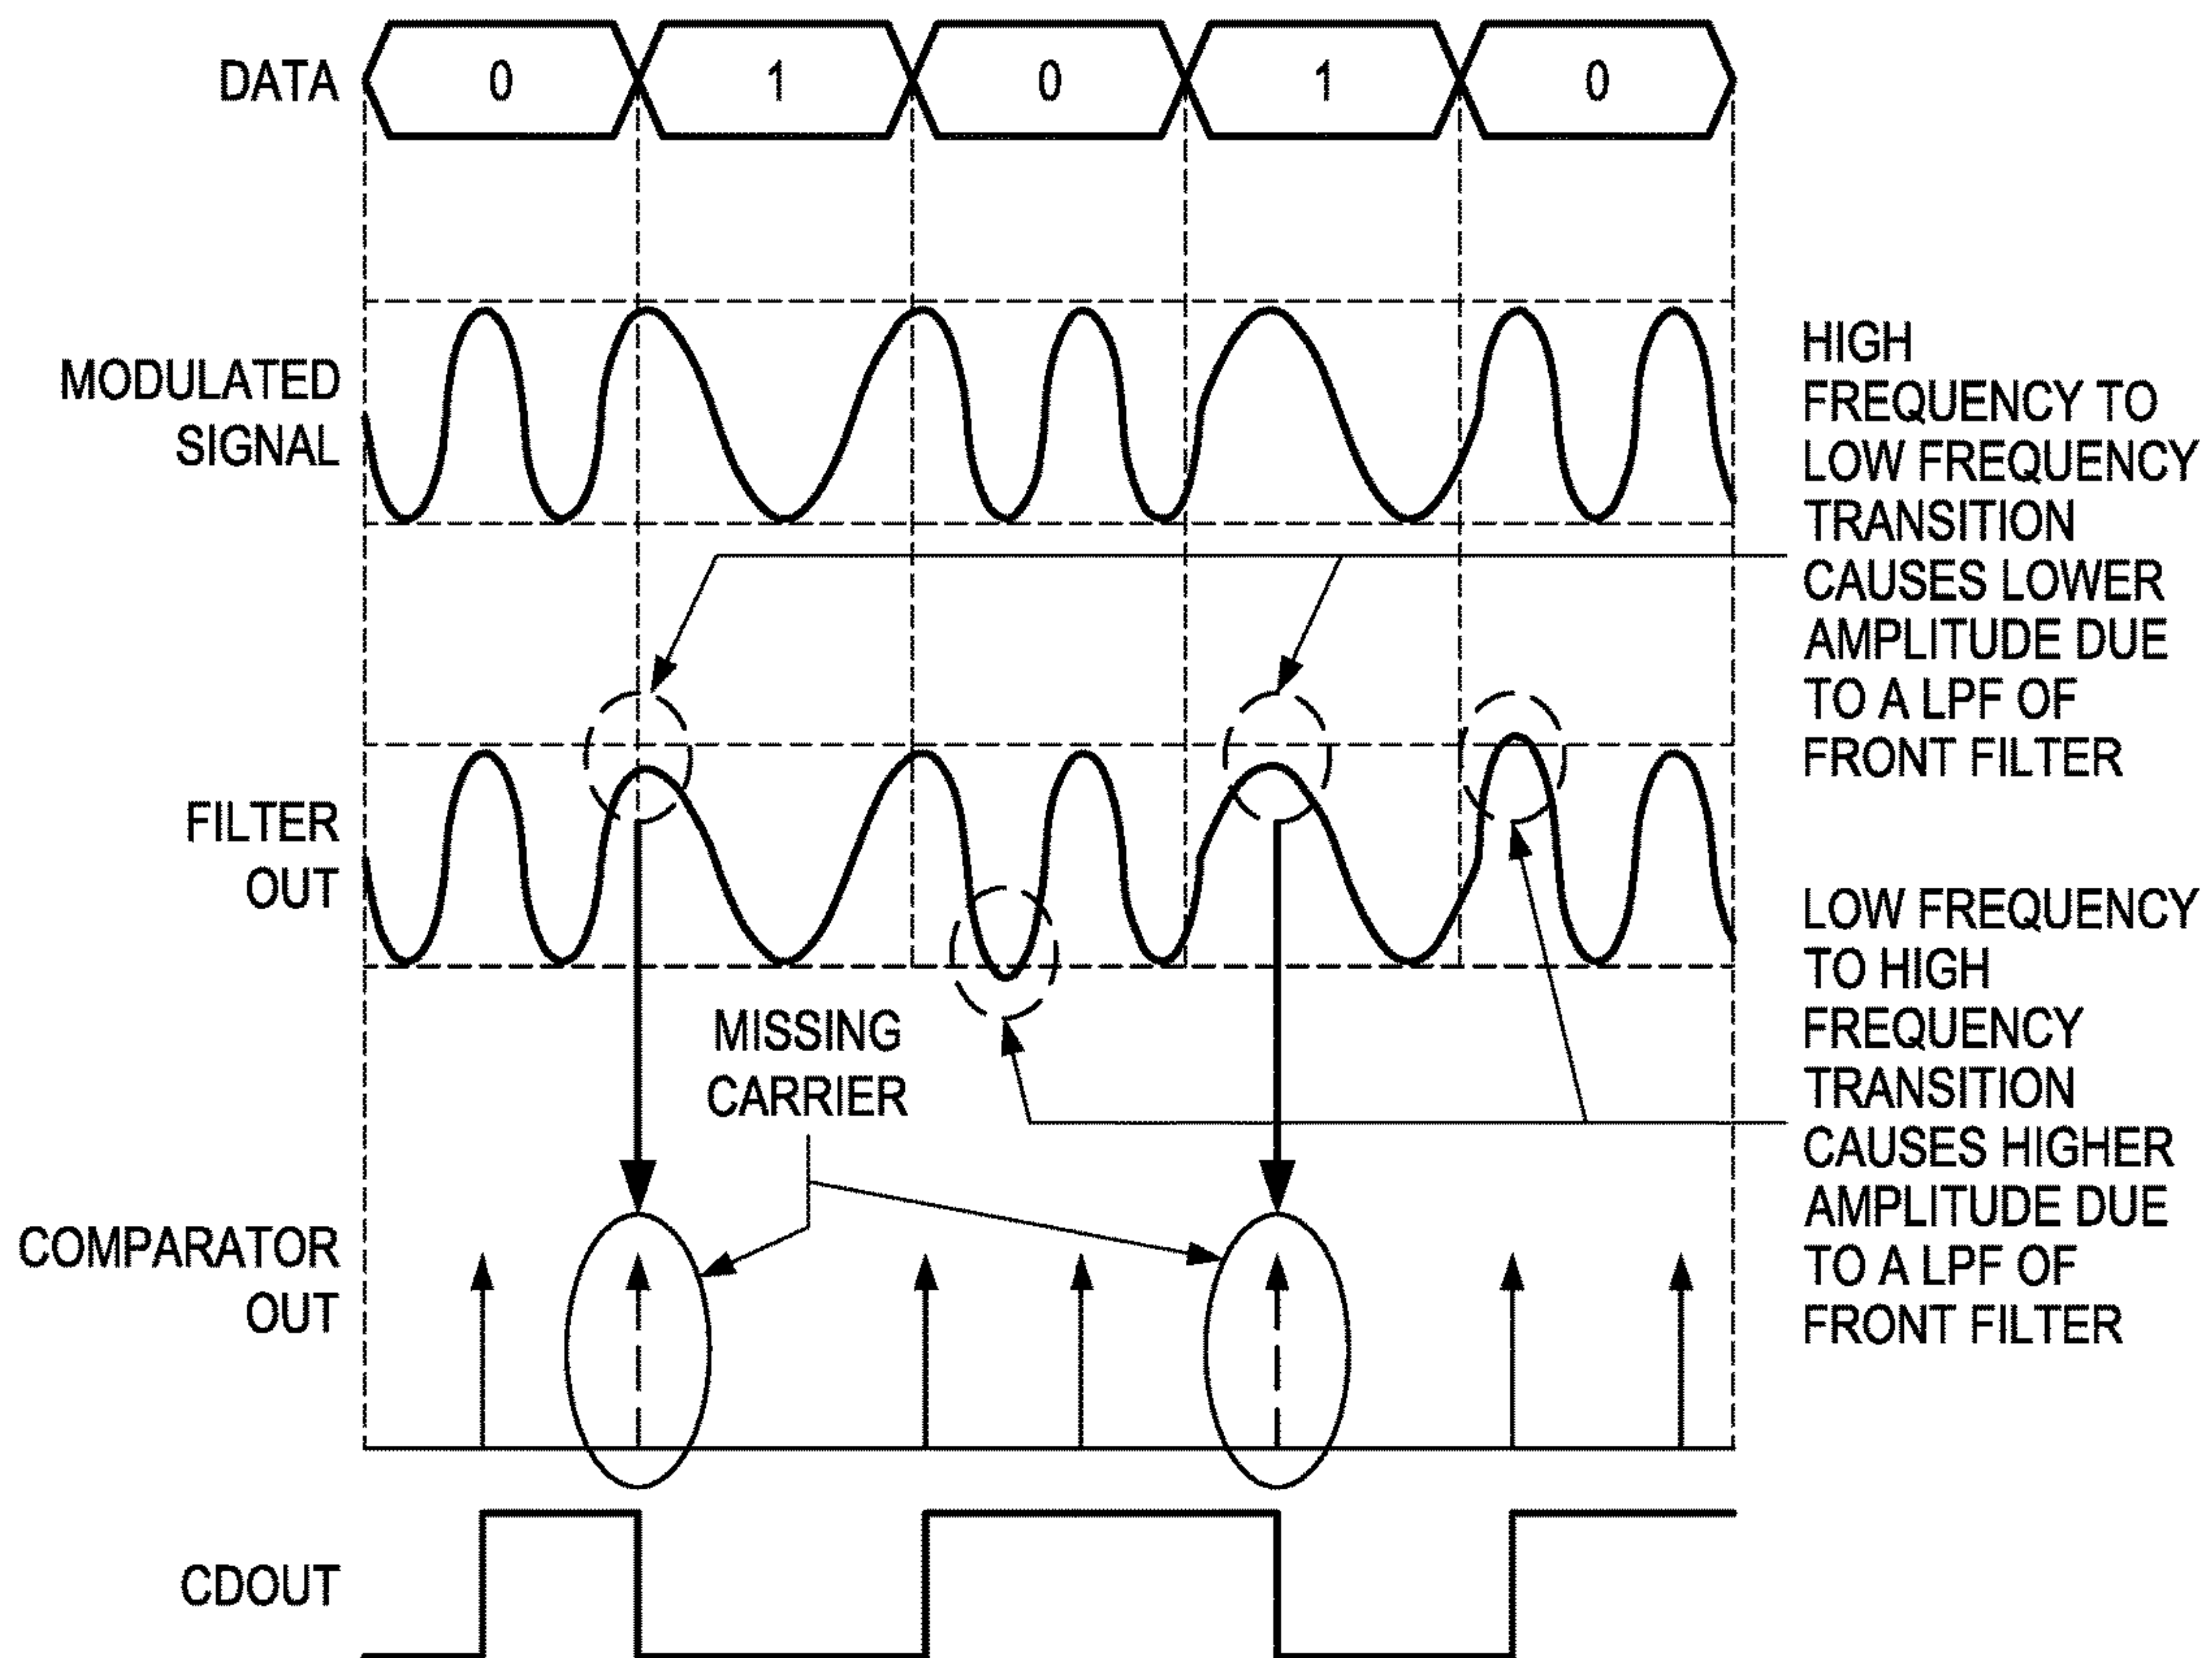 DATA
0
1
0
1
0
MODULATED
SIGNAL
HIGH
FREQUENCY TO
LOW FREQUENCY
TRANSITION
CAUSES LOWER
AMPLITUDE DUE
TO A LPF OF
FRONT FILTER
FILTER
OUT
LOW FREQUENCY
TO HIGH
FREQUENCY
TRANSITION
CAUSES HIGHER
AMPLITUDE DUE
TO A LPF OF
FRONT FILTER
MISSING
CARRIER
COMPARATOR
OUT
CDOUT